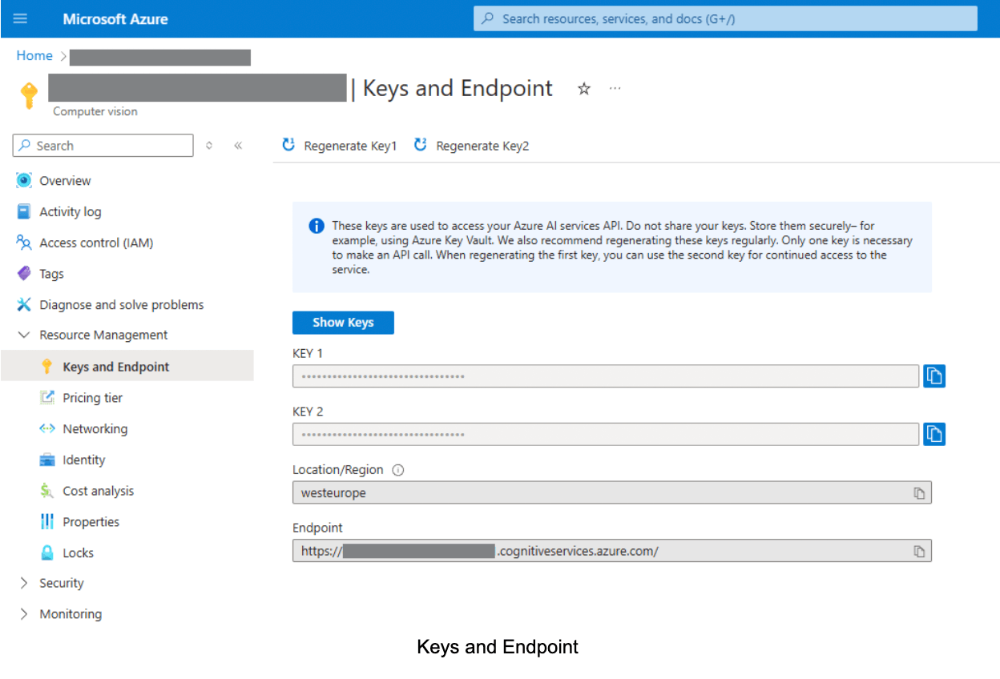 Microsoft Azure
Search resources, services, and docs (G+/)
Home >
| Keys and Endpoint
Computer vision
Search
Regenerate Key1
Regenerate Key2
Overview
Activity log
Access control (IAM)
Tags
Diagnose and solve problems
Resource Management
Keys and Endpoint
Pricing tier
Networking
Identity
Cost analysis
Properties
Locks
Security
Monitoring
These keys are used to access your Azure AI services API. Do not share your keys. Store them securely– for
example, using Azure Key Vault. We also recommend regenerating these keys regularly. Only one key is necessary
to make an API call. When regenerating the first key, you can use the second key for continued access to the
service.
Show Keys
KEY 1
••••••••••••••••••••••••••••••••
KEY 2
••••••••••••••••••••••••••••••••
Location/Region
westeurope
Endpoint
https:// .cognitiveservices.azure.com/
Keys and Endpoint